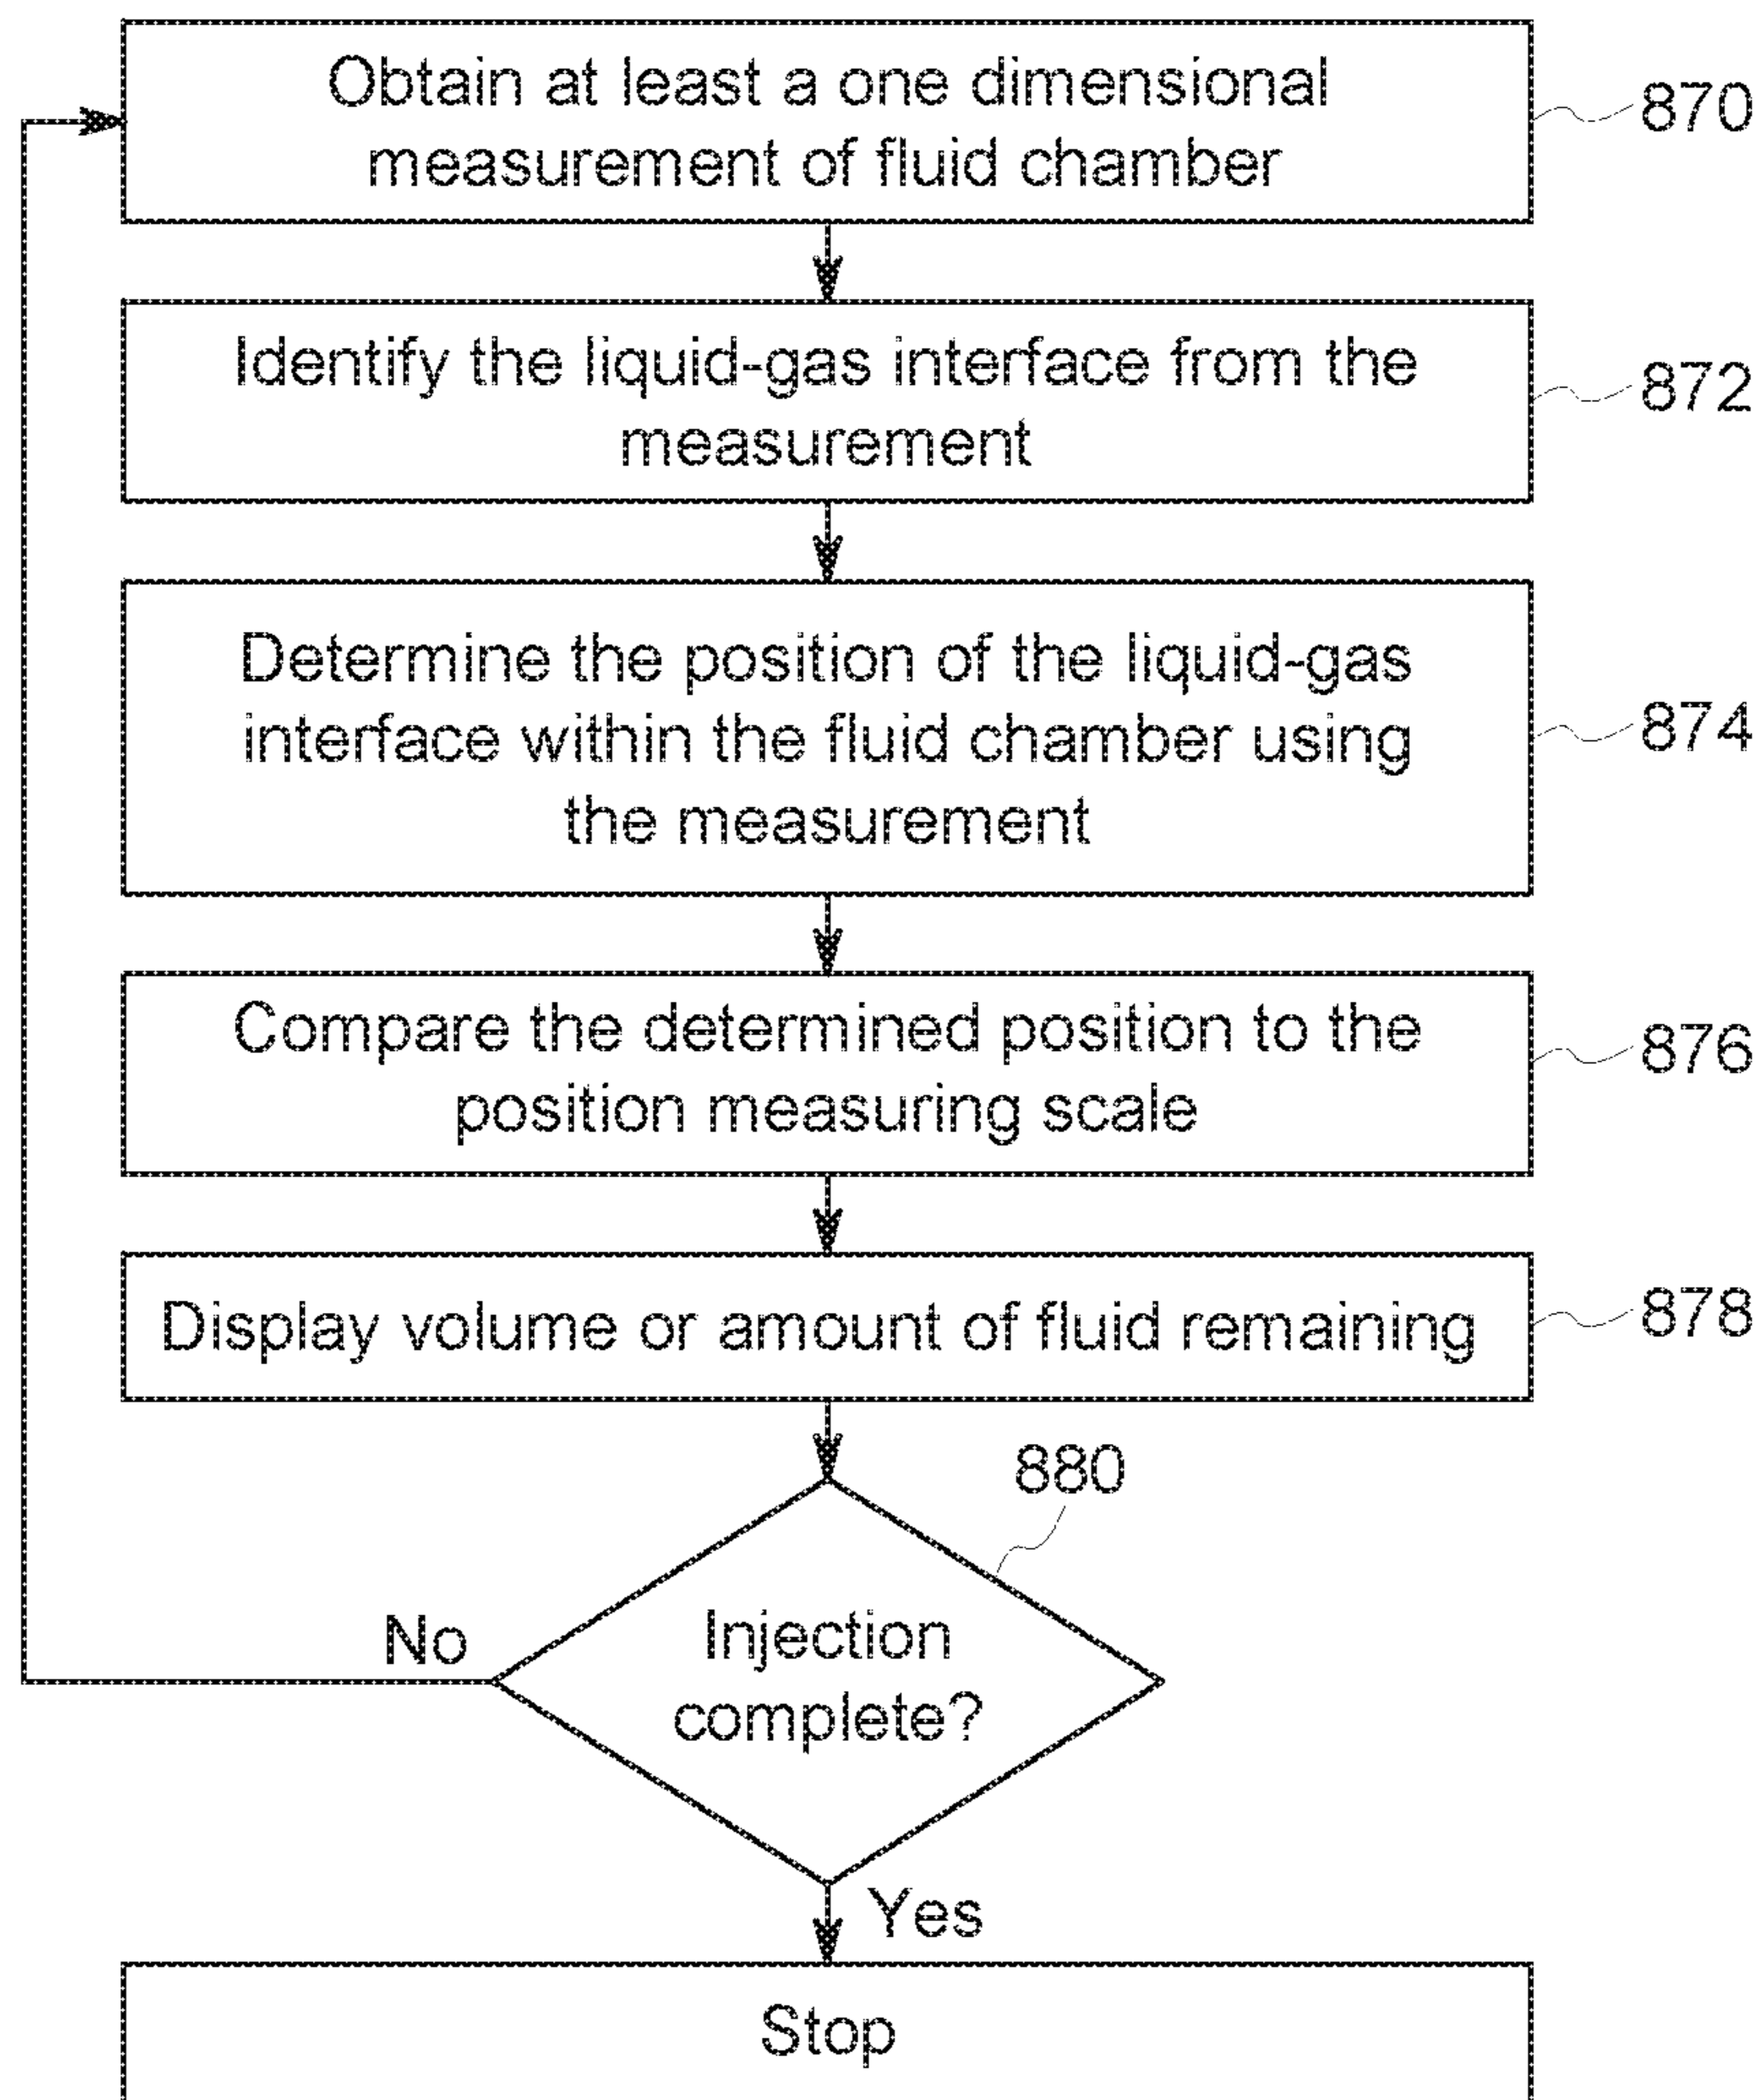 Obtain at least a one dimensional
measurement of fluid chamber
870
Identify the liquid-gas interface from the
measurement
872
Determine the position of the liquid-gas
interface within the fluid chamber using
the measurement
874
Compare the determined position to the
position measuring scale
876
Display volume or amount of fluid remaining
878
880
Injection
complete?
No
Yes
Stop